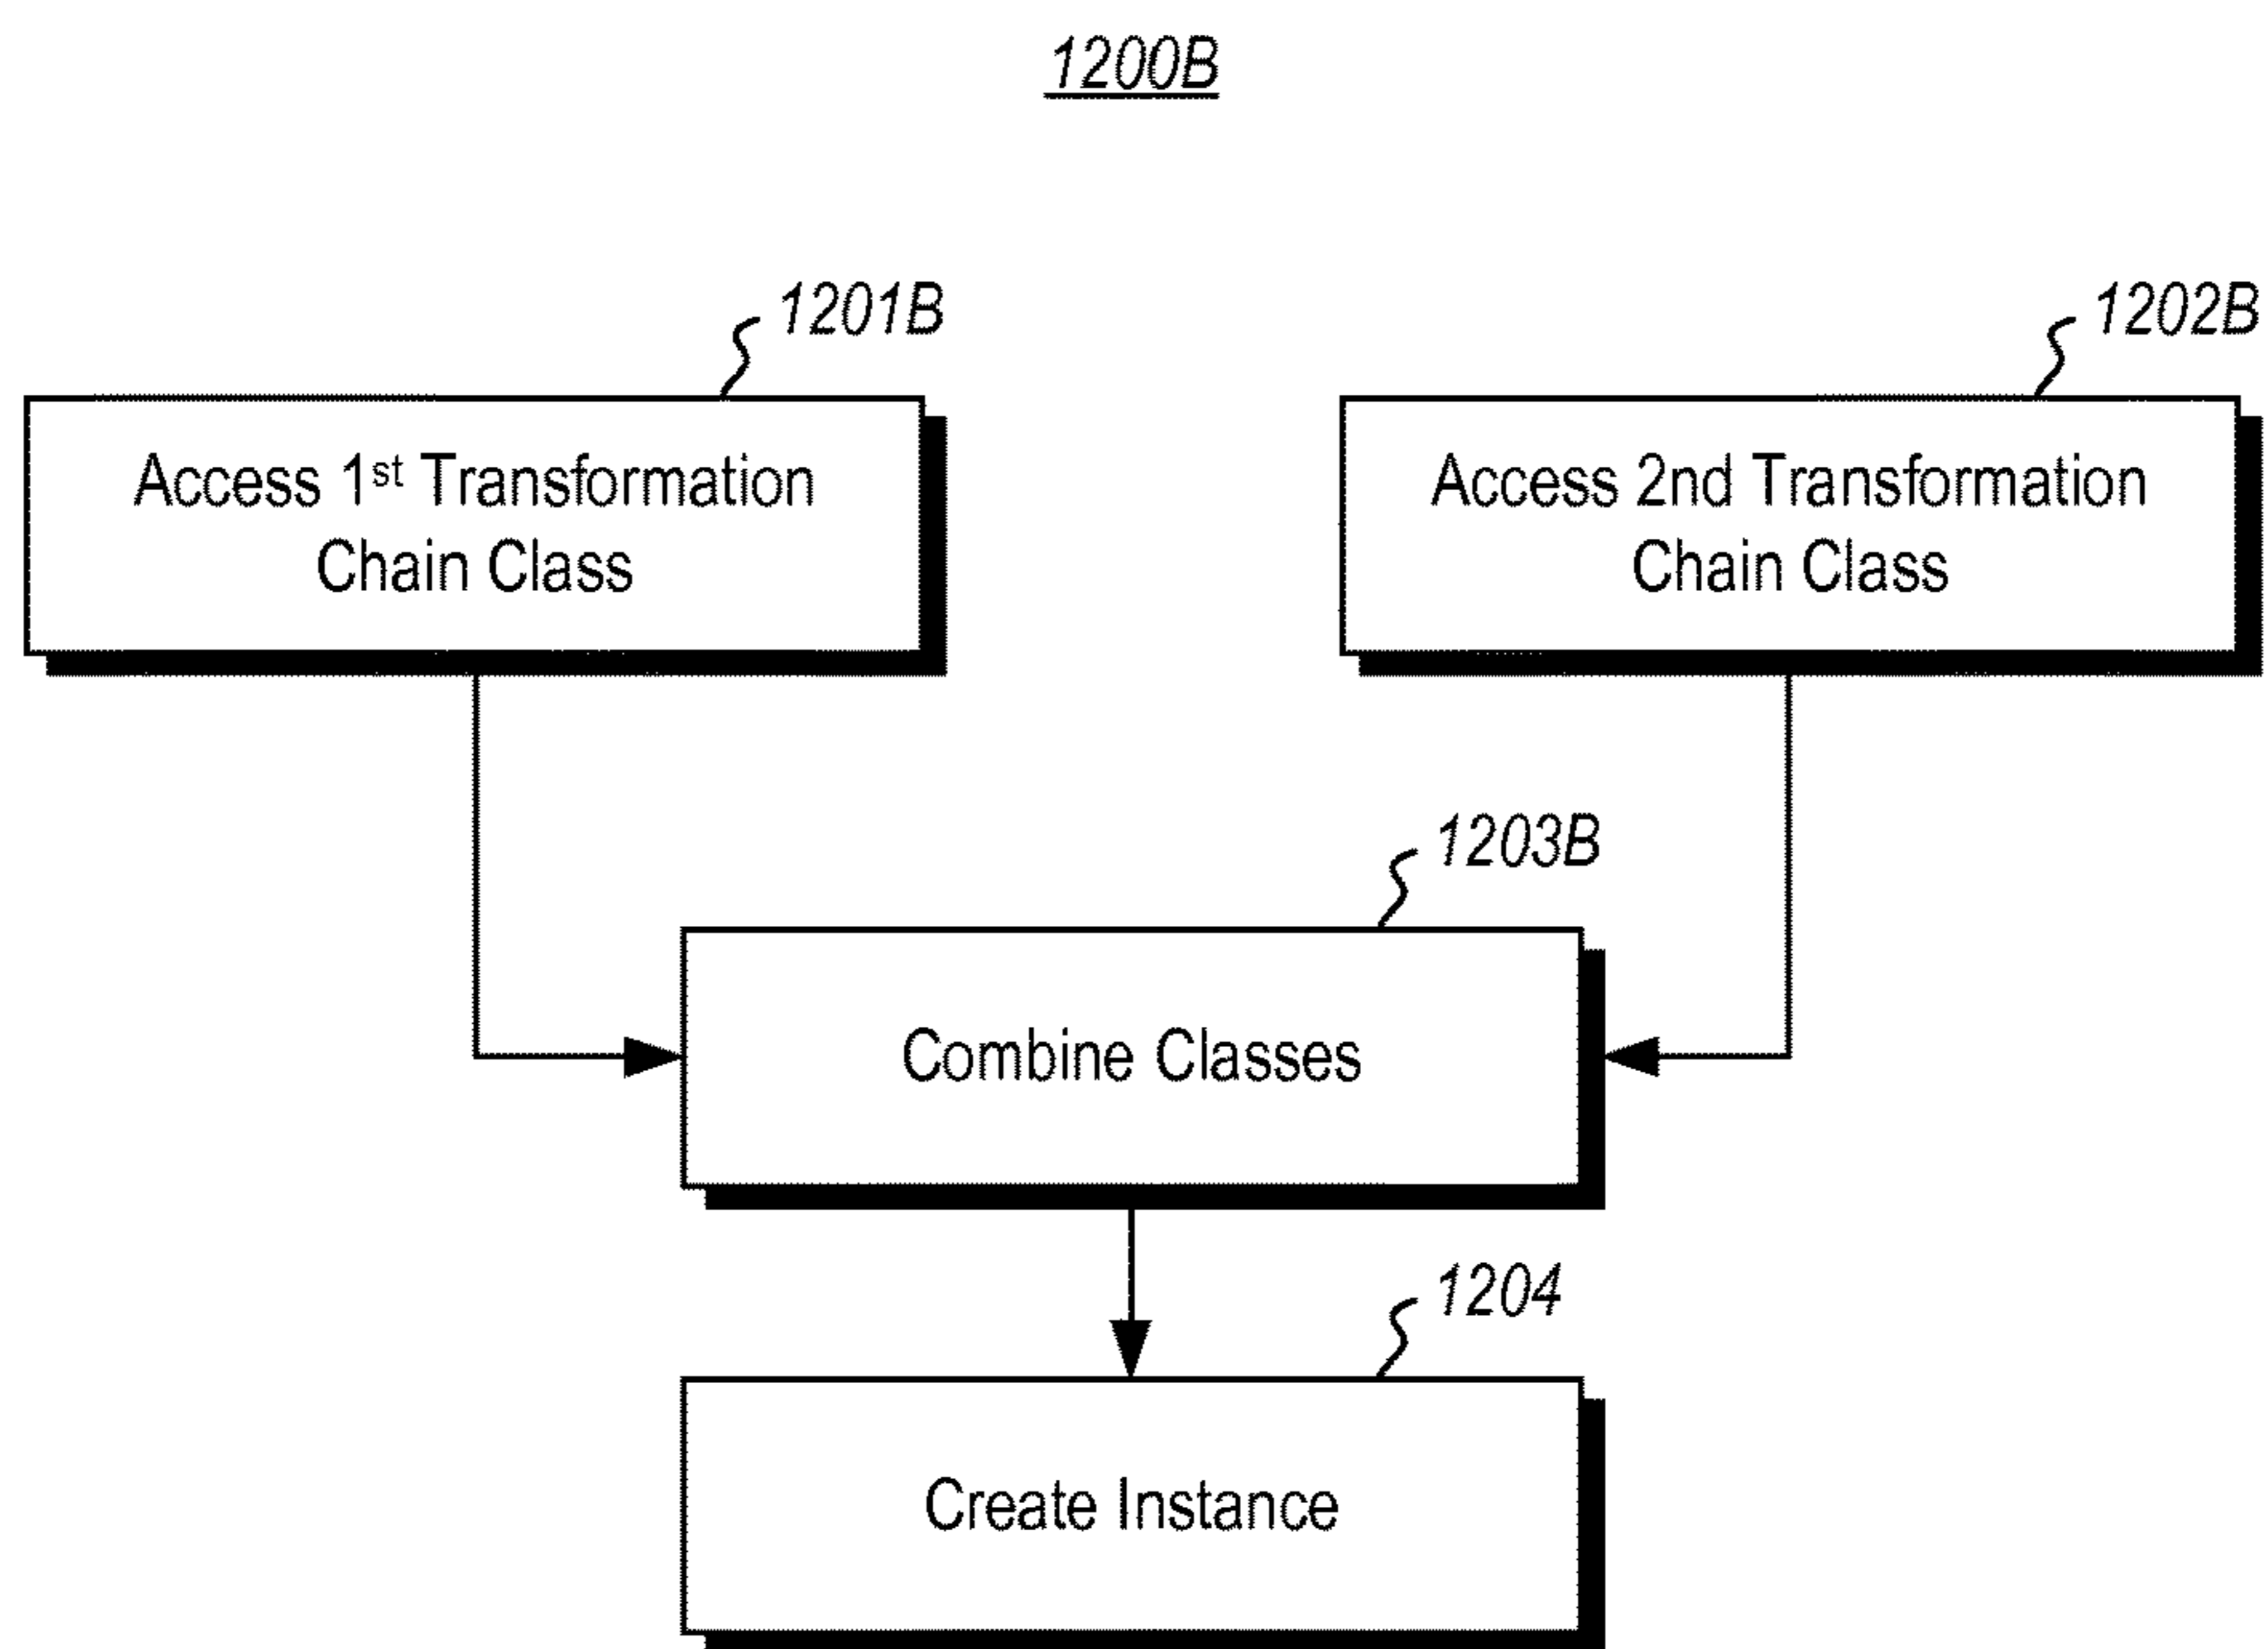 1200B
1201B
1202B
Access 1st Transformation
Chain Class
Access 2nd Transformation
Chain Class
1203B
Combine Classes
1204
Create Instance